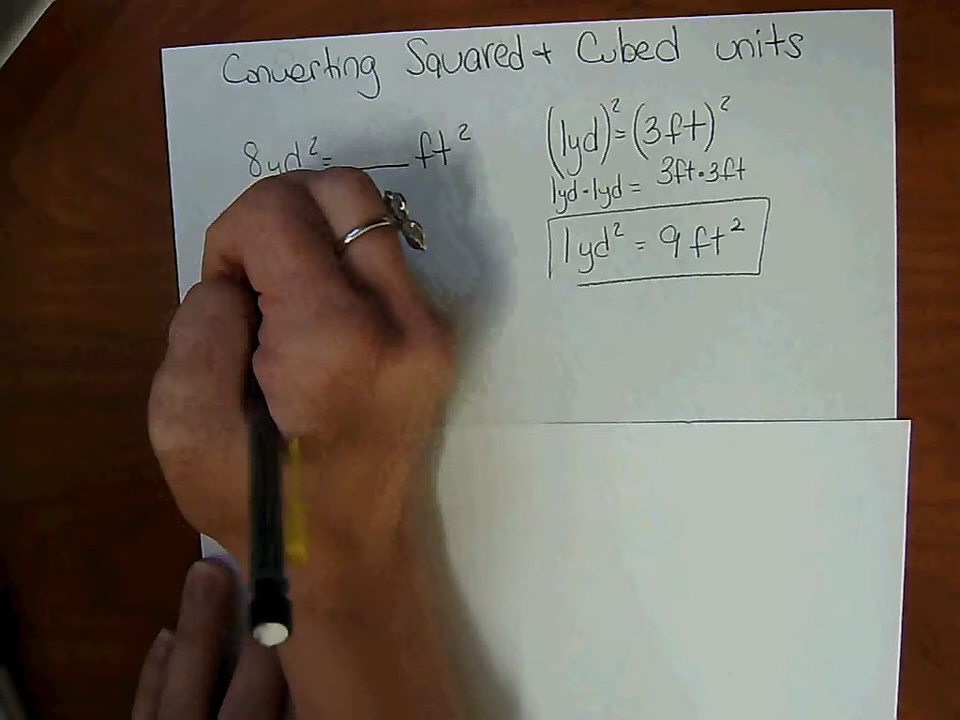 Converting Squared + Cubed units
8yd² = ____ ft²
(1yd)² = (3ft)²
1yd · 1yd = 3ft · 3ft
1yd² = 9 ft²